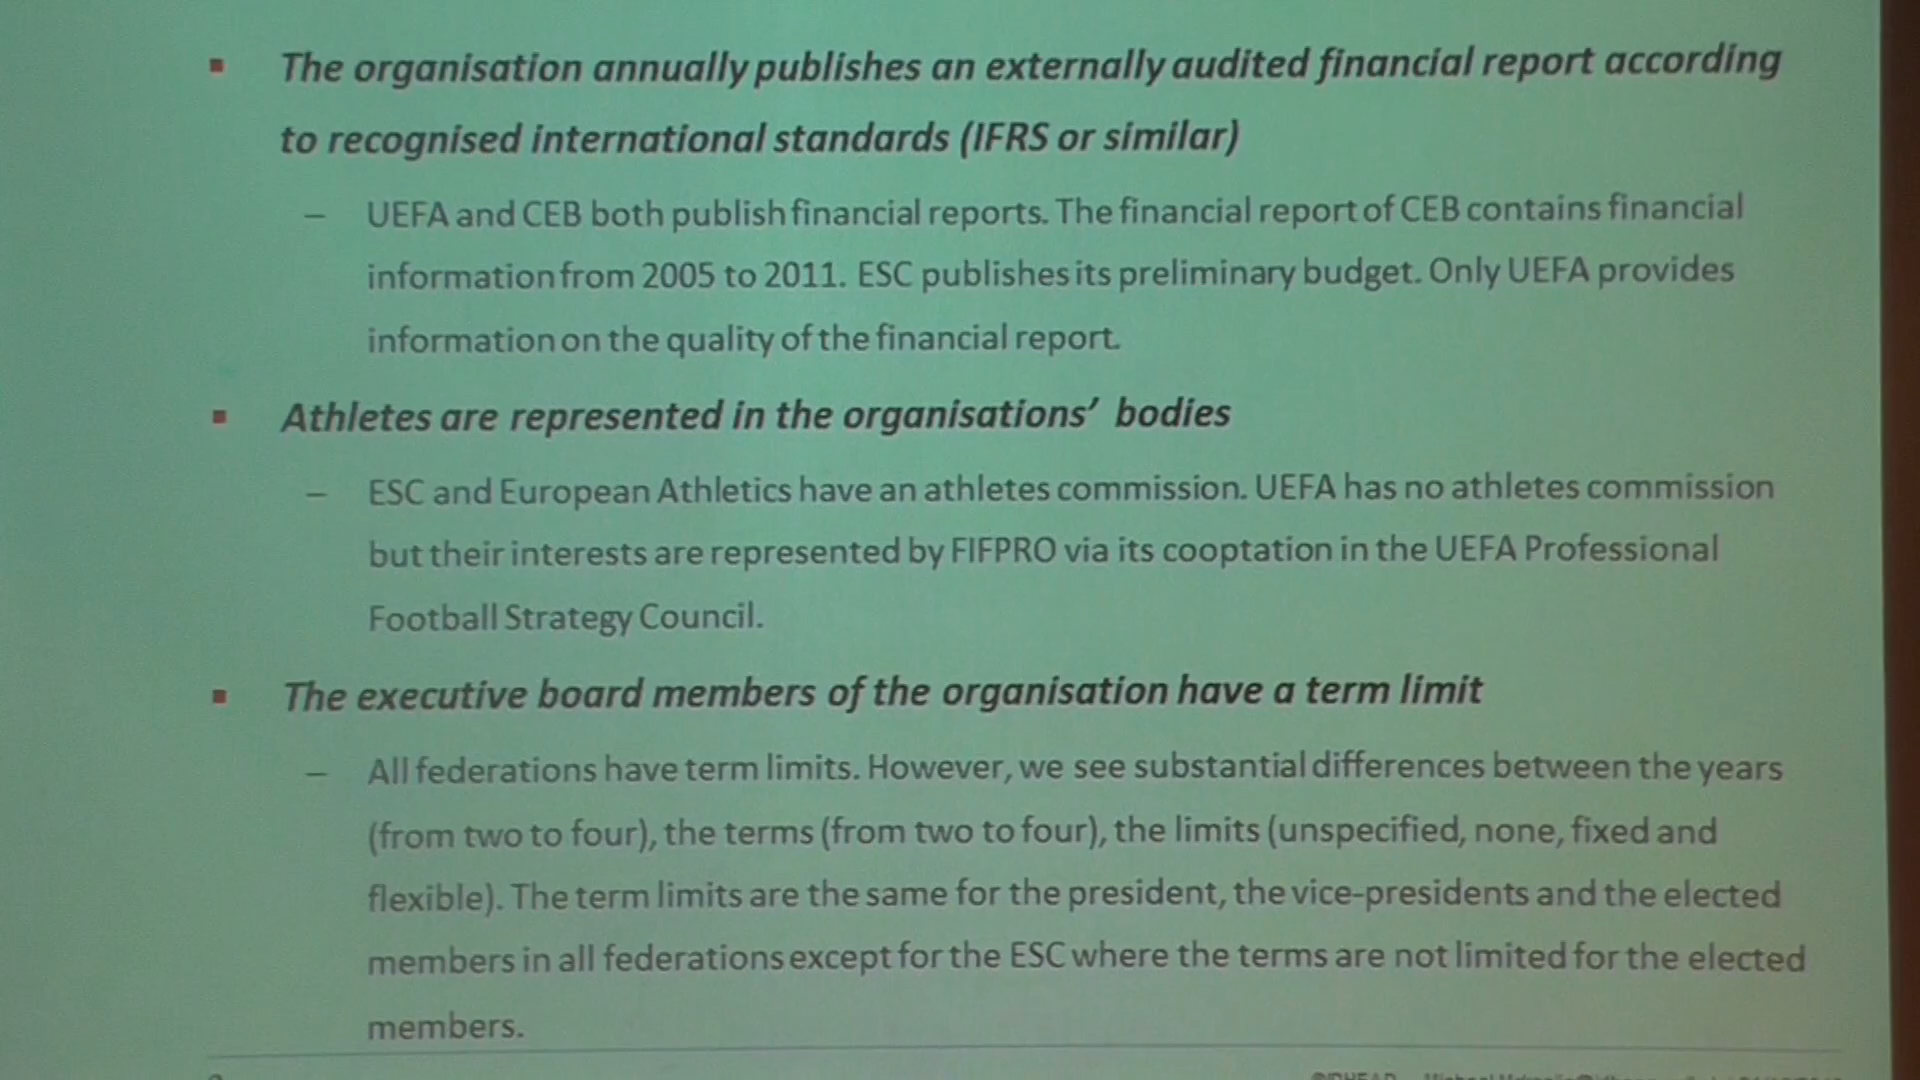 ▪ The organisation annually publishes an externally audited financial report according
to recognised international standards (IFRS or similar)
– UEFA and CEB both publish financial reports. The financial report of CEB contains financial
information from 2005 to 2011. ESC publishes its preliminary budget. Only UEFA provides
information on the quality of the financial report.
▪ Athletes are represented in the organisations’ bodies
– ESC and European Athletics have an athletes commission. UEFA has no athletes commission
but their interests are represented by FIFPRO via its cooptation in the UEFA Professional
Football Strategy Council.
▪ The executive board members of the organisation have a term limit
– All federations have term limits. However, we see substantial differences between the years
(from two to four), the terms (from two to four), the limits (unspecified, none, fixed and
flexible). The term limits are the same for the president, the vice-presidents and the elected
members in all federations except for the ESC where the terms are not limited for the elected
members.